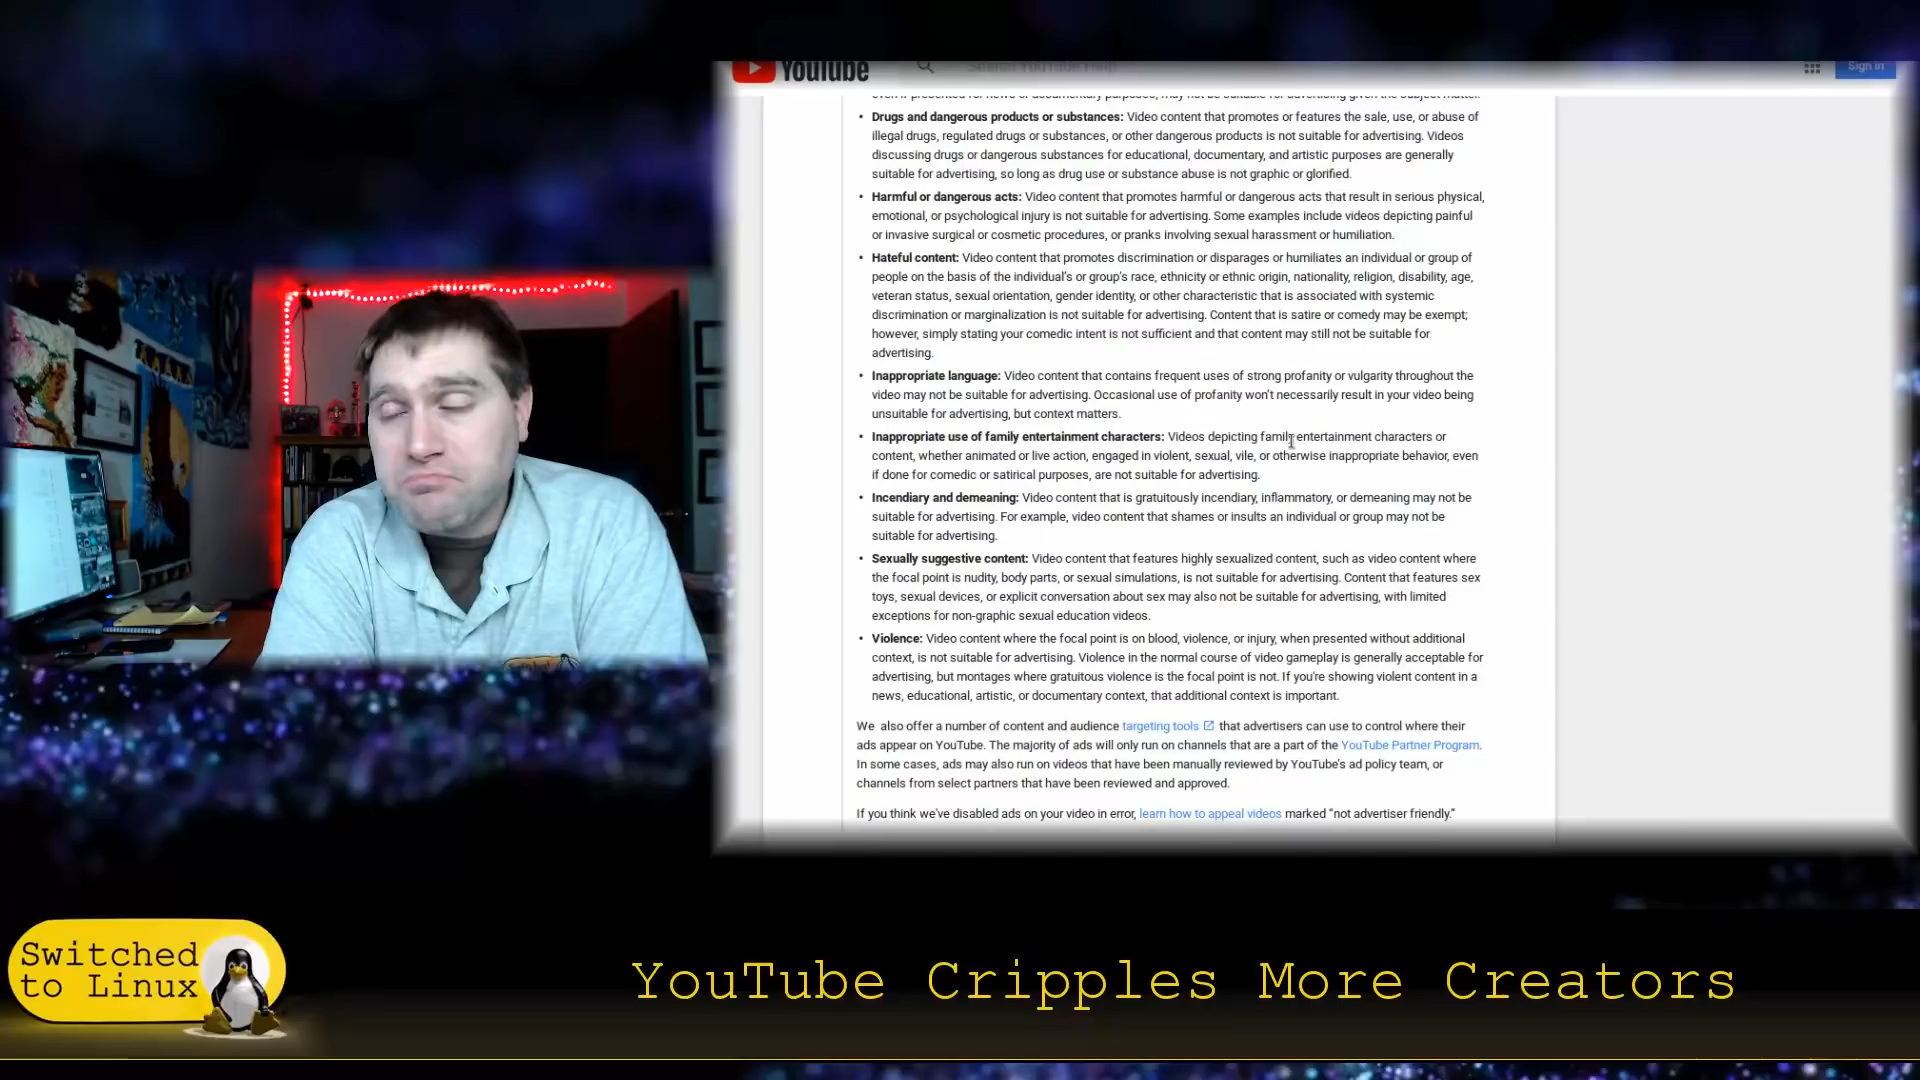 YouTube
Search YouTube Help
Sign in
even if presented for news or documentary purposes, may not be suitable for advertising given the subject matter.
• Drugs and dangerous products or substances: Video content that promotes or features the sale, use, or abuse of
illegal drugs, regulated drugs or substances, or other dangerous products is not suitable for advertising. Videos
discussing drugs or dangerous substances for educational, documentary, and artistic purposes are generally
suitable for advertising, so long as drug use or substance abuse is not graphic or glorified.
• Harmful or dangerous acts: Video content that promotes harmful or dangerous acts that result in serious physical,
emotional, or psychological injury is not suitable for advertising. Some examples include videos depicting painful
or invasive surgical or cosmetic procedures, or pranks involving sexual harassment or humiliation.
• Hateful content: Video content that promotes discrimination or disparages or humiliates an individual or group of
people on the basis of the individual's or group's race, ethnicity or ethnic origin, nationality, religion, disability, age,
veteran status, sexual orientation, gender identity, or other characteristic that is associated with systemic
discrimination or marginalization is not suitable for advertising. Content that is satire or comedy may be exempt;
however, simply stating your comedic intent is not sufficient and that content may still not be suitable for
advertising.
• Inappropriate language: Video content that contains frequent uses of strong profanity or vulgarity throughout the
video may not be suitable for advertising. Occasional use of profanity won't necessarily result in your video being
unsuitable for advertising, but context matters.
• Inappropriate use of family entertainment characters: Videos depicting family entertainment characters or
content, whether animated or live action, engaged in violent, sexual, vile, or otherwise inappropriate behavior, even
if done for comedic or satirical purposes, are not suitable for advertising.
• Incendiary and demeaning: Video content that is gratuitously incendiary, inflammatory, or demeaning may not be
suitable for advertising. For example, video content that shames or insults an individual or group may not be
suitable for advertising.
• Sexually suggestive content: Video content that features highly sexualized content, such as video content where
the focal point is nudity, body parts, or sexual simulations, is not suitable for advertising. Content that features sex
toys, sexual devices, or explicit conversation about sex may also not be suitable for advertising, with limited
exceptions for non-graphic sexual education videos.
• Violence: Video content where the focal point is on blood, violence, or injury, when presented without additional
context, is not suitable for advertising. Violence in the normal course of video gameplay is generally acceptable for
advertising, but montages where gratuitous violence is the focal point is not. If you're showing violent content in a
news, educational, artistic, or documentary context, that additional context is important.
We also offer a number of content and audience targeting tools that advertisers can use to control where their
ads appear on YouTube. The majority of ads will only run on channels that are a part of the YouTube Partner Program.
In some cases, ads may also run on videos that have been manually reviewed by YouTube's ad policy team, or
channels from select partners that have been reviewed and approved.
If you think we've disabled ads on your video in error, learn how to appeal videos marked “not advertiser friendly.”
Switched
to Linux
YouTube Cripples More Creators